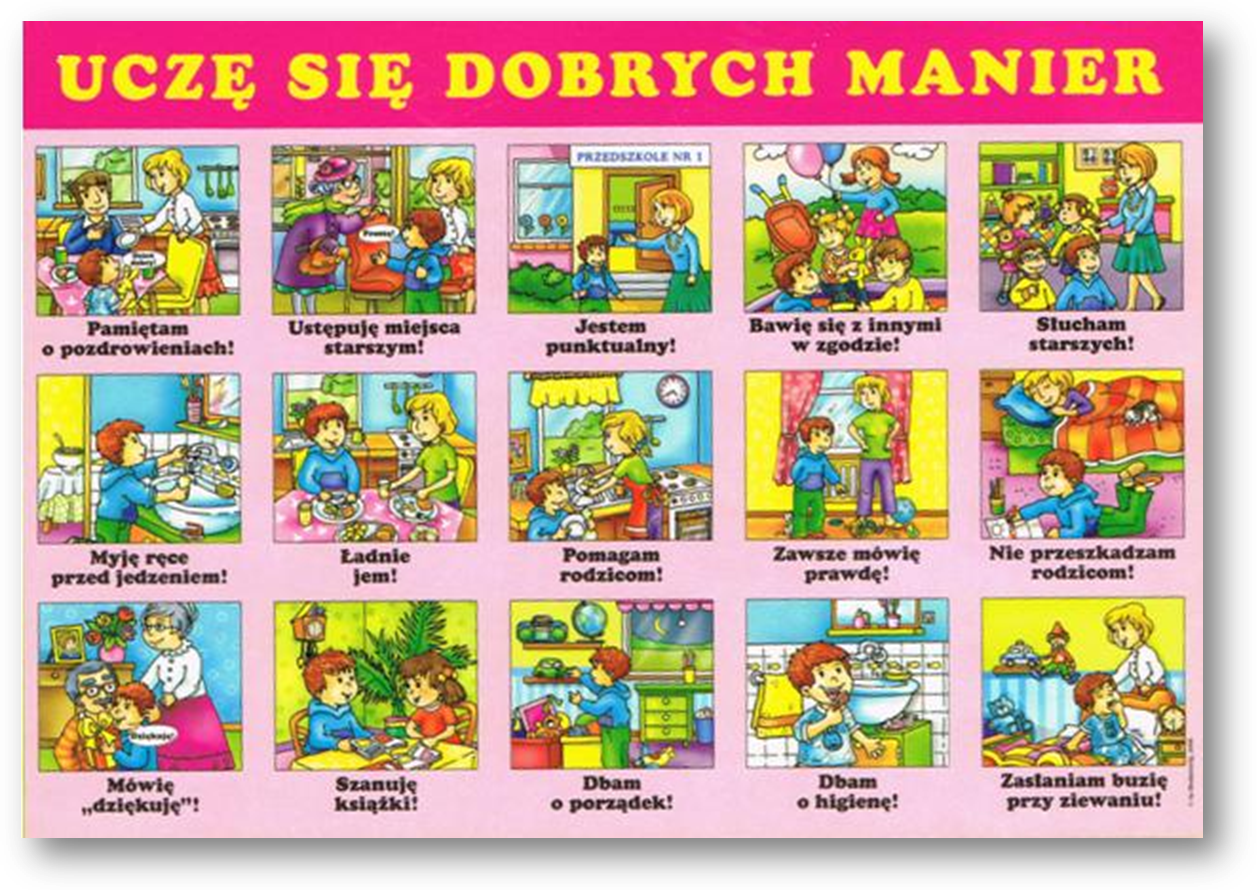 UCZĘ SIĘ DOBRYCH MANIER
PRZEDSZKOLE NR 1
Proszę!
Pamiętam
o pozdrowieniach!
Ustępuję miejsca
starszym!
Jestem
punktualny!
Bawię się z innymi
w zgodzie!
Słucham
starszych!
Myję ręce
przed jedzeniem!
Ładnie
jem!
Pomagam
rodzicom!
Zawsze mówię
prawdę!
Nie przeszkadzam
rodzicom!
Dziękuję!
Mówię
„dziękuję”!
Szanuję
książki!
Dbam
o porządek!
Dbam
o higienę!
Zasłaniam buzię
przy ziewaniu!